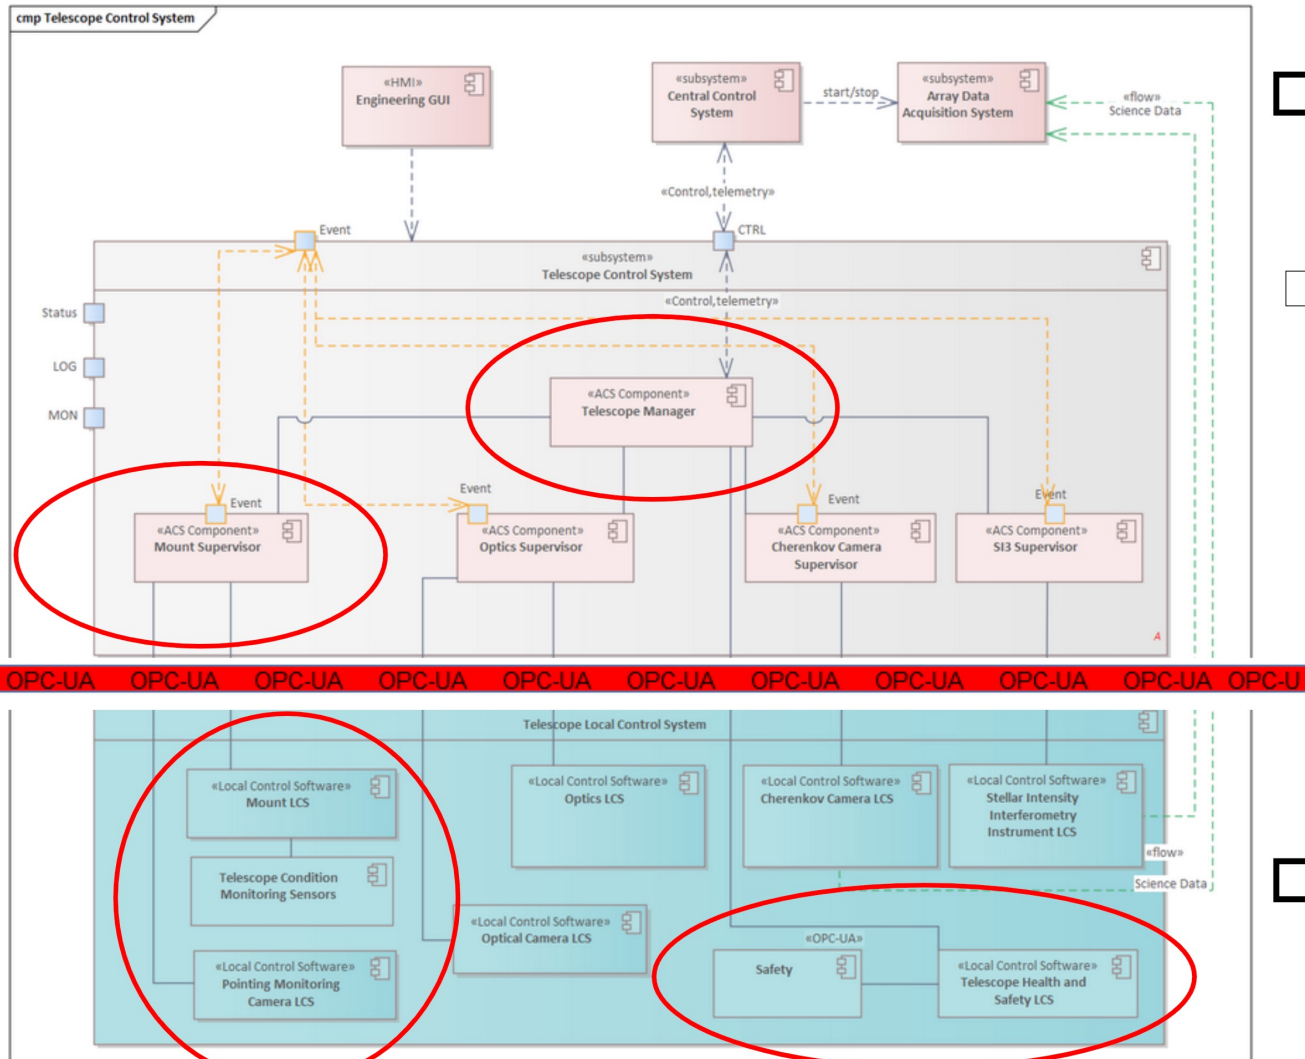 cmp Telescope Control System
«HMI»
Engineering GUI
«subsystem»
Central Control
System
start/stop
«subsystem»
Array Data
Acquisition System
«flow»
Science Data
«Control,telemetry»
Event
CTRL
«subsystem»
Telescope Control System
«Control,telemetry»
Status
LOG
MON
«ACS Component»
Telescope Manager
Event
«ACS Component»
Mount Supervisor
Event
«ACS Component»
Optics Supervisor
Event
«ACS Component»
Cherenkov Camera
Supervisor
Event
«ACS Component»
SI3 Supervisor
A
OPC-UA OPC-UA OPC-UA OPC-UA OPC-UA OPC-UA OPC-UA OPC-UA OPC-UA OPC-UA OPC-U
Telescope Local Control System
«Local Control Software»
Mount LCS
«Local Control Software»
Optics LCS
«Local Control Software»
Cherenkov Camera LCS
«Local Control Software»
Stellar Intensity
Interferometry
Instrument LCS
«flow»
Science Data
Telescope Condition
Monitoring Sensors
«Local Control Software»
Optical Camera LCS
«Local Control Software»
Pointing Monitoring
Camera LCS
«OPC-UA»
Safety
«Local Control Software»
Telescope Health and
Safety LCS